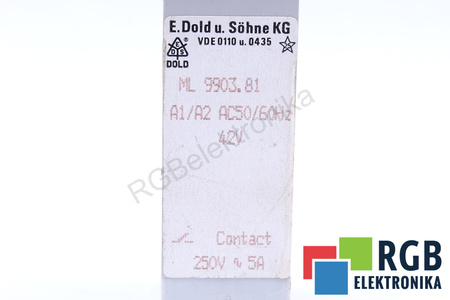 E.Dold u. Söhne KG
VDE 0110 u. 0435
E
D S
DOLD
ML 9903.81
A1/A2 AC50/60Hz
42V
Contact
250V ~ 5A
RGBelektronika
RGB
ELEKTRONIKA